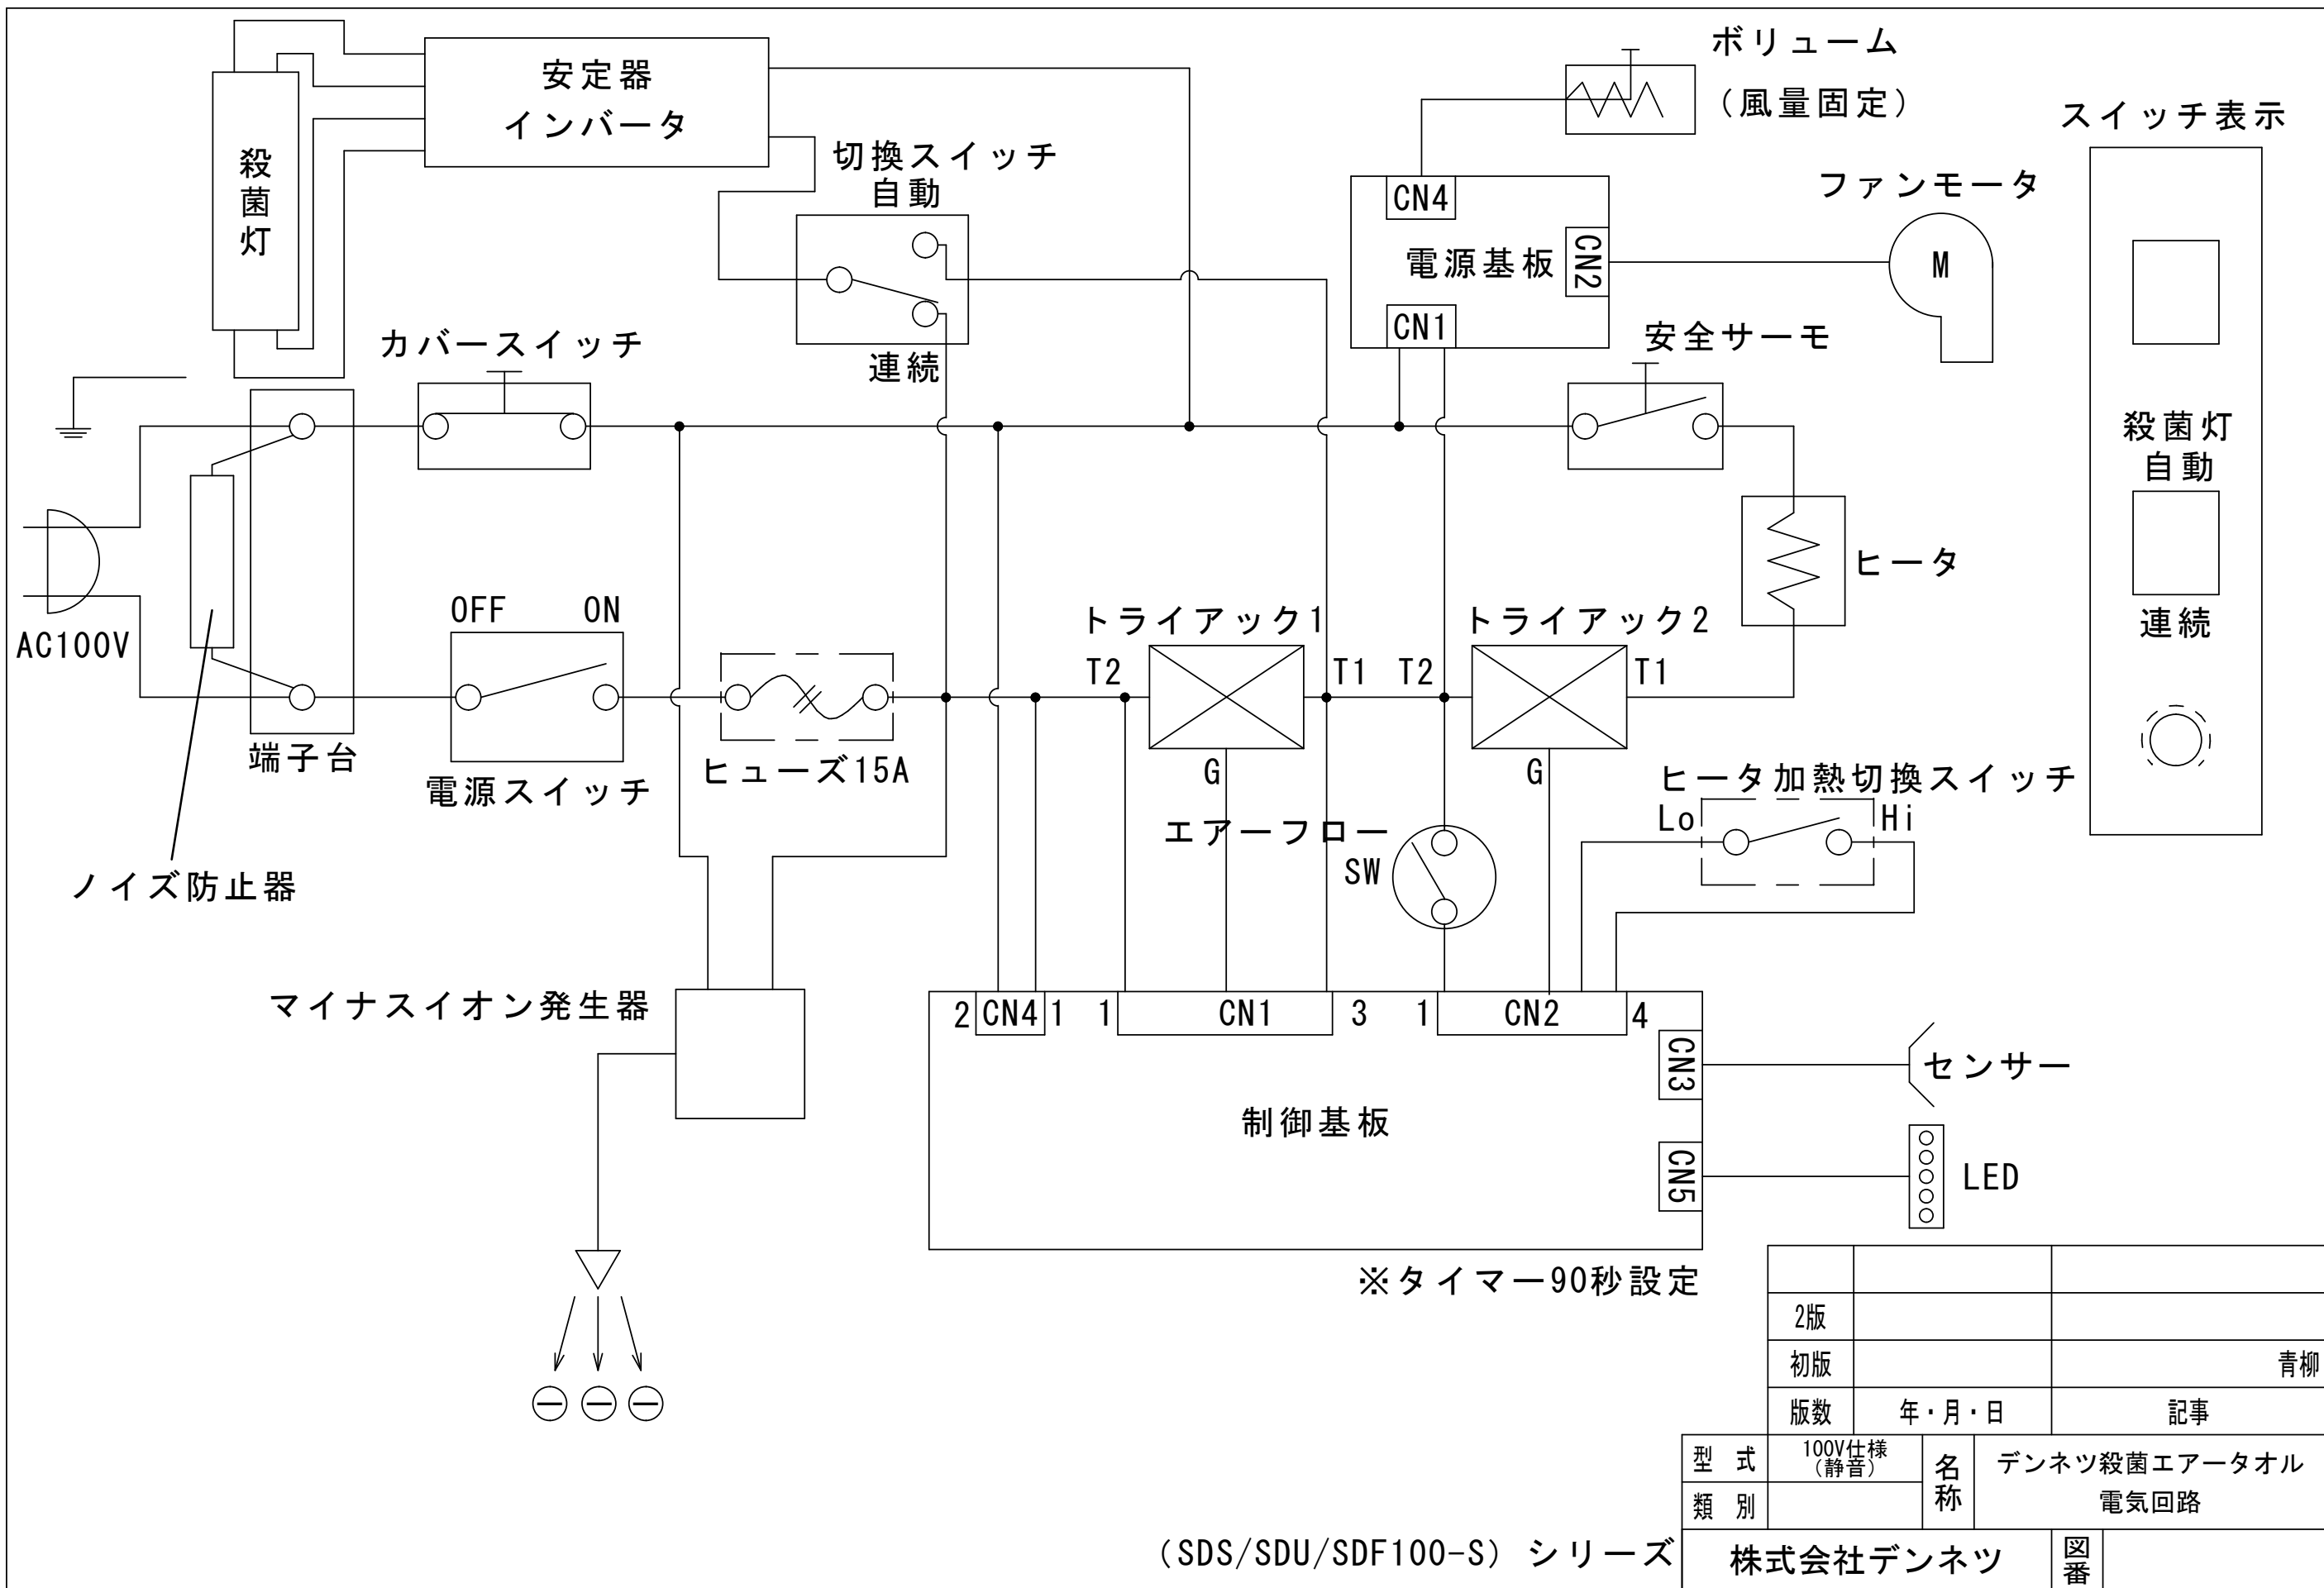 安定器
インバータ
殺菌灯
切換スイッチ
自動
連続
ボリューム
(風量固定)
CN4
電源基板
CN2
CN1
ファンモータ
M
スイッチ表示
殺菌灯
自動
連続
カバースイッチ
安全サーモ
ヒータ
AC100V
端子台
ノイズ防止器
OFF ON
電源スイッチ
ヒューズ15A
トライアック1
T2
T1
G
トライアック2
T2
T1
G
エアーフロー
SW
ヒータ加熱切換スイッチ
Lo
Hi
マイナスイオン発生器
2 CN4 1
1 CN1 3
1 CN2 4
CN3
センサー
制御基板
CN5
LED
※タイマー90秒設定
2版
初版 青柳
版数 年・月・日 記事
型 式 100V仕様
(静音)
類 別
名称
デンネツ殺菌エアータオル
電気回路
(SDS/SDU/SDF100-S) シリーズ
株式会社デンネツ
図番